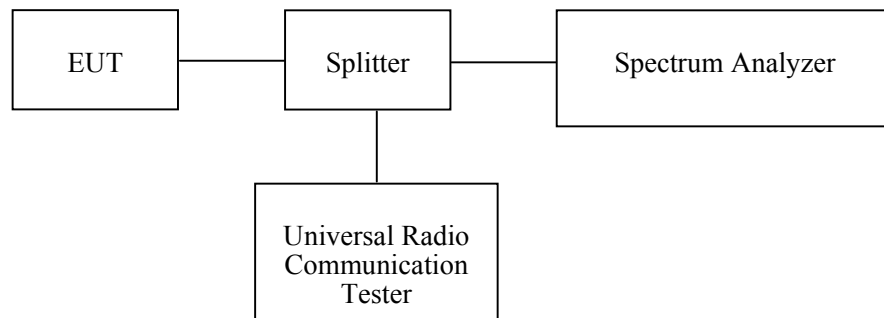 EUT
Splitter
Spectrum Analyzer
Universal Radio
Communication
Tester